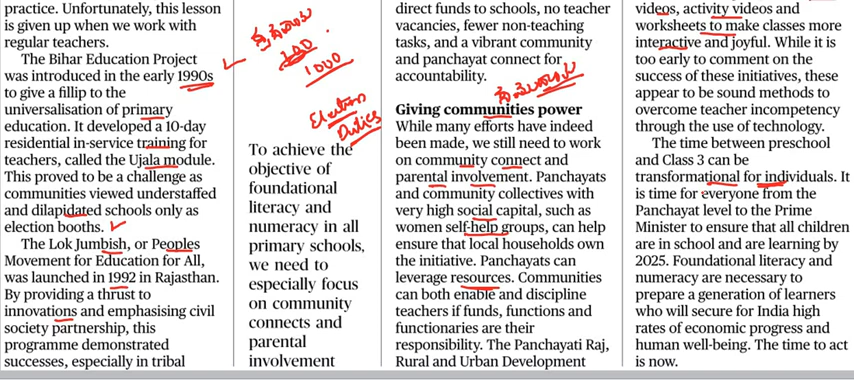 practice. Unfortunately, this lesson
is given up when we work with
regular teachers.
The Bihar Education Project
was introduced in the early 1990s
to give a fillip to the
universalisation of primary
education. It developed a 10-day
residential in-service training for
teachers, called the Ujala module.
This proved to be a challenge as
communities viewed understaffed
and dilapidated schools only as
election booths.
The Lok Jumbish, or Peoples
Movement for Education for All,
was launched in 1992 in Rajasthan.
By providing a thrust to
innovations and emphasising civil
society partnership, this
programme demonstrated
successes, especially in tribal
1000
Election
Duties
To achieve the
objective of
foundational
literacy and
numeracy in all
primary schools,
we need to
especially focus
on community
connects and
parental
involvement
direct funds to schools, no teacher
vacancies, fewer non-teaching
tasks, and a vibrant community
and panchayat connect for
accountability.
Giving communities power
While many efforts have indeed
been made, we still need to work
on community connect and
parental involvement. Panchayats
and community collectives with
very high social capital, such as
women self-help groups, can help
ensure that local households own
the initiative. Panchayats can
leverage resources. Communities
can both enable and discipline
teachers if funds, functions and
functionaries are their
responsibility. The Panchayati Raj,
Rural and Urban Development
videos, activity videos and
worksheets to make classes more
interactive and joyful. While it is
too early to comment on the
success of these initiatives, these
appear to be sound methods to
overcome teacher incompetency
through the use of technology.
The time between preschool
and Class 3 can be
transformational for individuals. It
is time for everyone from the
Panchayat level to the Prime
Minister to ensure that all children
are in school and are learning by
2025. Foundational literacy and
numeracy are necessary to
prepare a generation of learners
who will secure for India high
rates of economic progress and
human well-being. The time to act
is now.